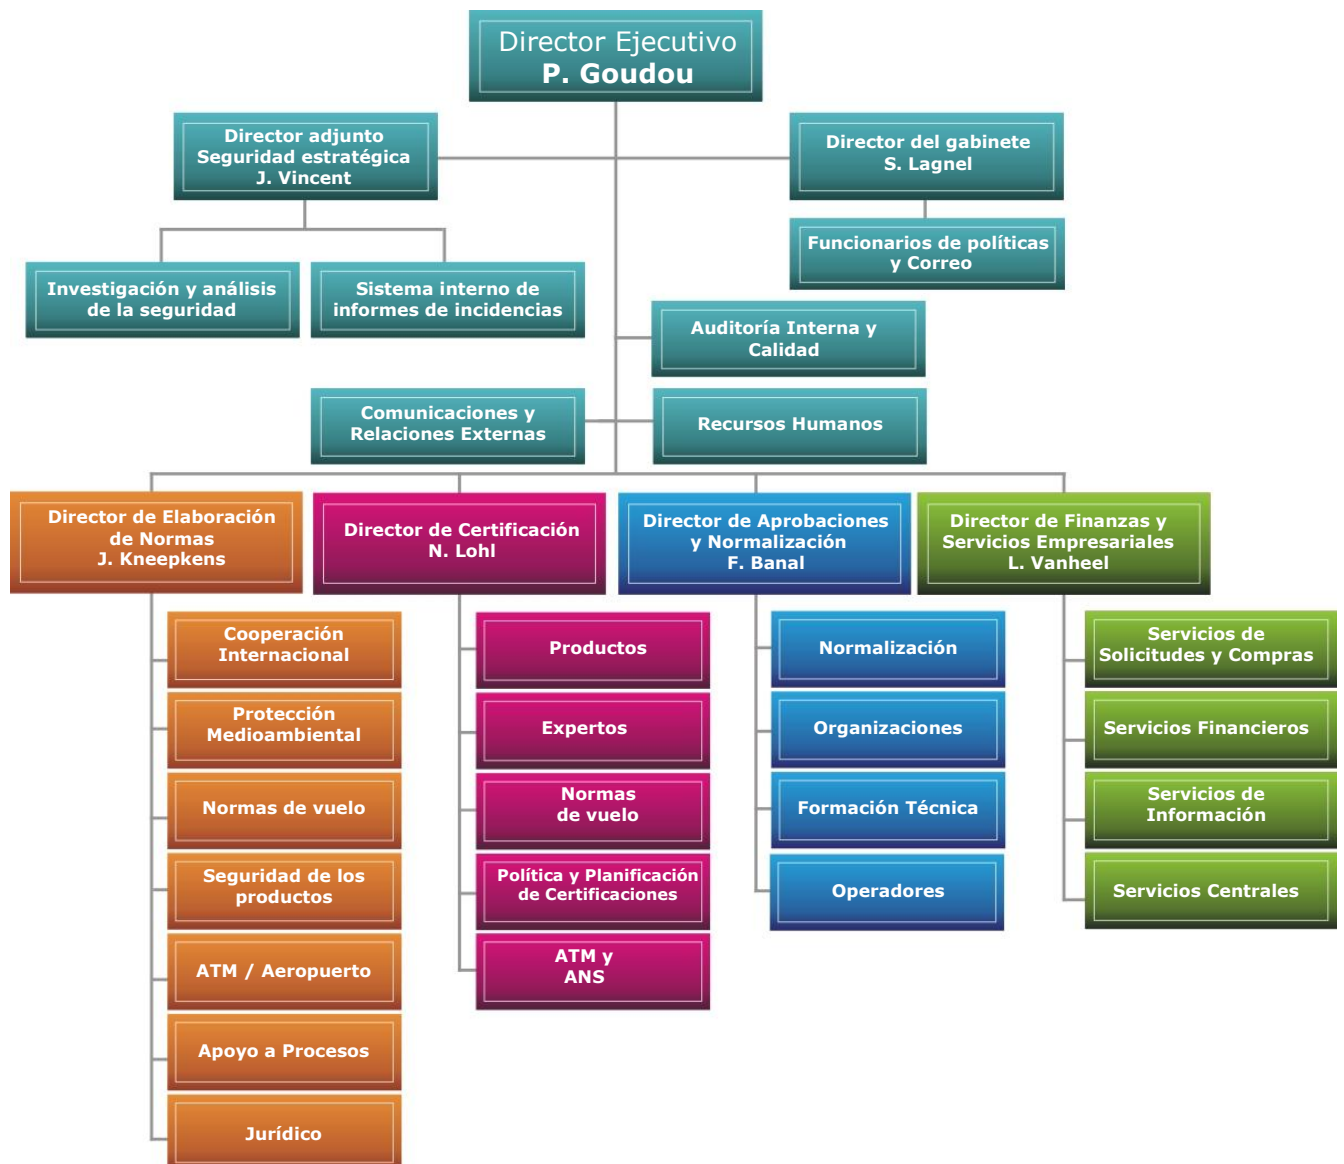 Director Ejecutivo
P. Goudou
Director adjunto
Seguridad estratégica
J. Vincent
Director del gabinete
S. Lagnel
Funcionarios de políticas
y Correo
Investigación y análisis
de la seguridad
Sistema interno de
informes de incidencias
Auditoría Interna y
Calidad
Comunicaciones y
Relaciones Externas
Recursos Humanos
Director de Elaboración
de Normas
J. Kneepkens
Director de Certificación
N. Lohl
Director de Aprobaciones
y Normalización
F. Banal
Director de Finanzas y
Servicios Empresariales
L. Vanheel
Cooperación
Internacional
Protección
Medioambiental
Normas de vuelo
Seguridad de los
productos
ATM / Aeropuerto
Apoyo a Procesos
Jurídico
Productos
Expertos
Normas
de vuelo
Política y Planificación
de Certificaciones
ATM y
ANS
Normalización
Organizaciones
Formación Técnica
Operadores
Servicios de
Solicitudes y Compras
Servicios Financieros
Servicios de
Información
Servicios Centrales